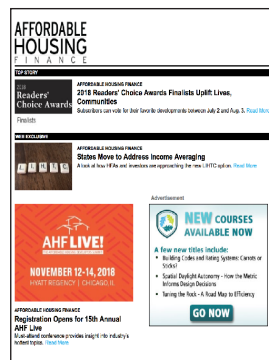 AFFORDABLE
HOUSING
FINANCE
TOP STORY
2018
Readers'
Choice Awards
Finalists
AFFORDABLE HOUSING FINANCE
2018 Readers' Choice Awards Finalists Uplift Lives,
Communities
Subscribers can vote for their favorite developments between July 2 and Aug. 3. Read More
WEB EXCLUSIVE
AFFORDABLE HOUSING FINANCE
States Move to Address Income Averaging
A look at how HFAs and investors are approaching the new LIHTC option. Read More
AHF LIVE!
NOVEMBER 12-14, 2018
HYATT REGENCY | CHICAGO, IL
AFFORDABLE HOUSING FINANCE
Registration Opens for 15th Annual
AHF Live
Must-attend conference provides insight into industry's
hottest topics. Read More
Advertisement
NEW COURSES
AVAILABLE NOW
A few new titles include:
• Building Codes and Rating Systems: Carrots or
Sticks?
• Spatial Daylight Autonomy - How the Metric
Informs Design Decisions
• Taming the Rock - A Road Map to Efficiency
GO NOW